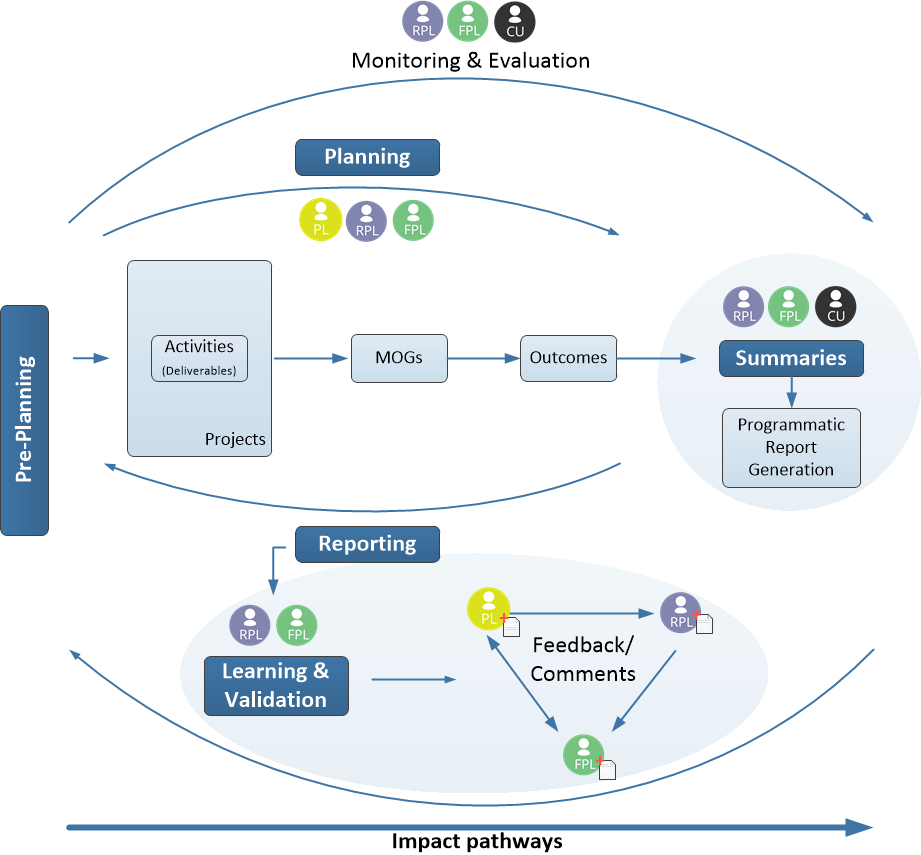 RPL FPL CU
Monitoring & Evaluation
Planning
PL RPL FPL
Pre-Planning
Activities
(Deliverables)
Projects
MOGs
Outcomes
RPL FPL CU
Summaries
Programmatic
Report
Generation
Reporting
RPL FPL
Learning &
Validation
PL
RPL
Feedback/
Comments
FPL
Impact pathways